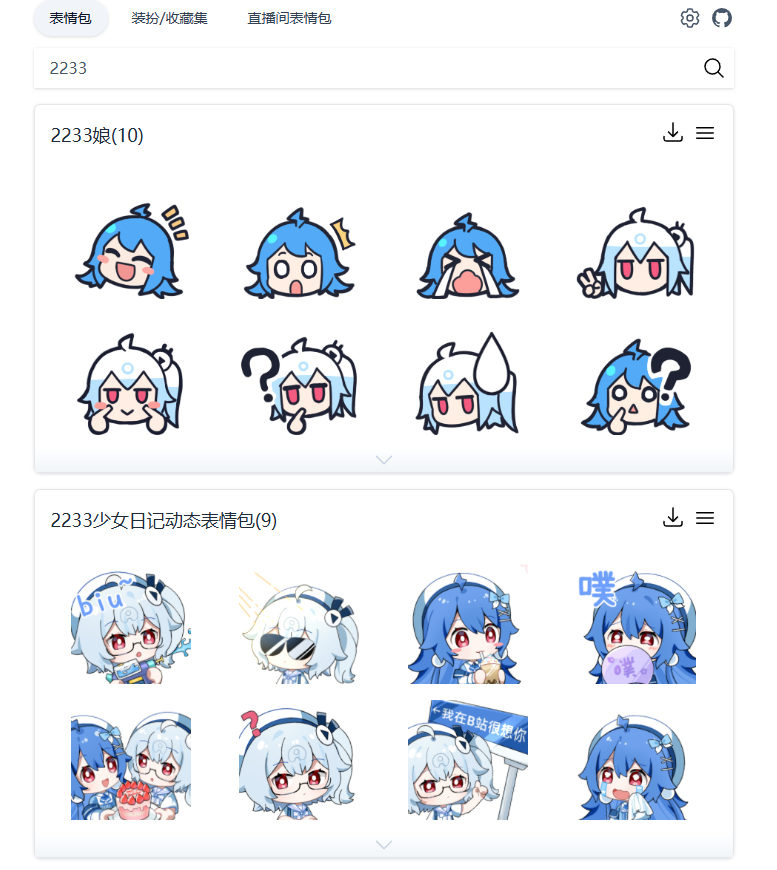 表情包 装扮/收藏集 直播间表情包
2233
2233娘(10)
?
?
2233少女日记动态表情包(9)
biu~
噗
噗
?
←我在B站很想你